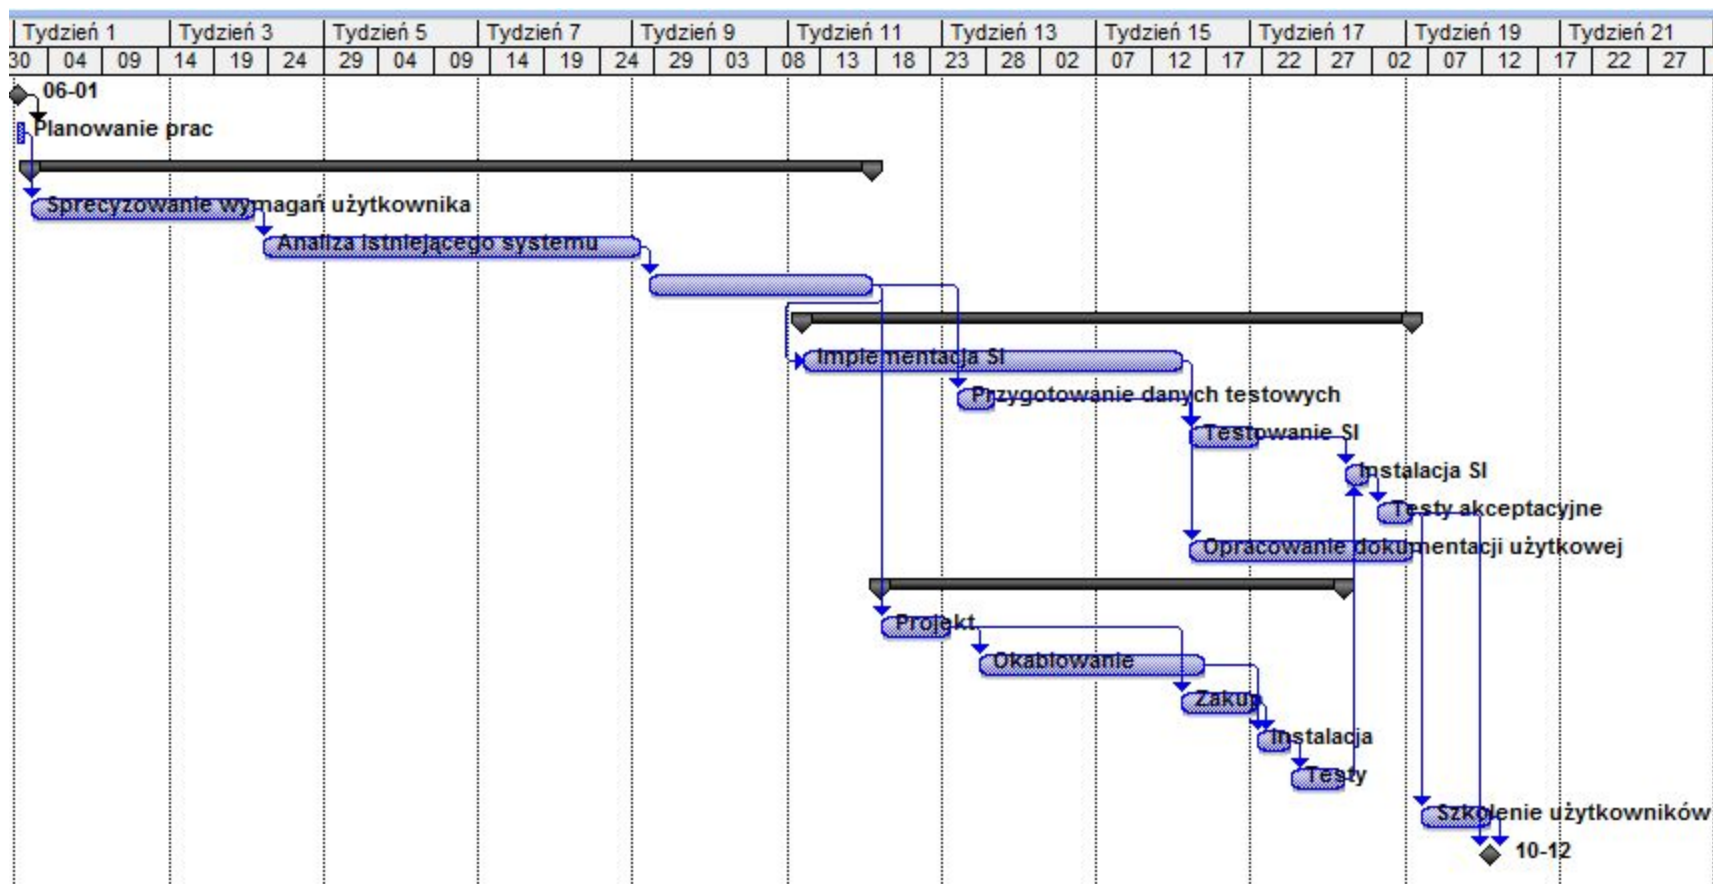 Tydzień 1 Tydzień 3 Tydzień 5 Tydzień 7 Tydzień 9 Tydzień 11 Tydzień 13 Tydzień 15 Tydzień 17 Tydzień 19 Tydzień 21
30 04 09 14 19 24 29 04 09 14 19 24 29 03 08 13 18 23 28 02 07 12 17 22 27 02 07 12 17 22 27
06-01
Planowanie prac
Sprecyzowanie wymagań użytkownika
Analiza istniejącego systemu
Implementacja SI
Przygotowanie danych testowych
Testowanie SI
Instalacja SI
Testy akceptacyjne
Opracowanie dokumentacji użytkowej
Projekt
Okablowanie
Zakup
Instalacja
Testy
Szkolenie użytkowników
10-12